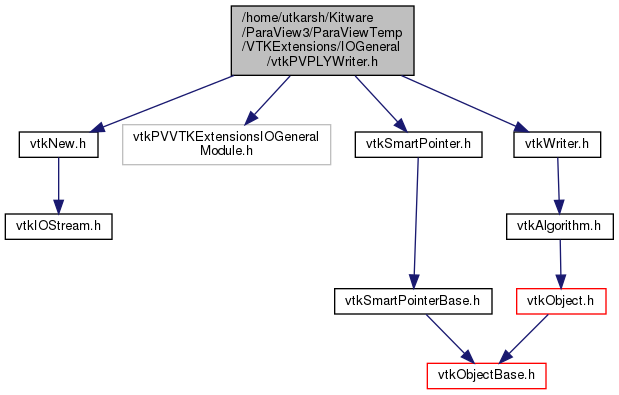 /home/utkarsh/Kitware
/ParaView3/ParaViewTemp
/VTKExtensions/IOGeneral
/vtkPVPLYWriter.h
vtkNew.h
vtkPVVTKExtensionsIOGeneral
Module.h
vtkSmartPointer.h
vtkWriter.h
vtkIOStream.h
vtkAlgorithm.h
vtkSmartPointerBase.h
vtkObject.h
vtkObjectBase.h